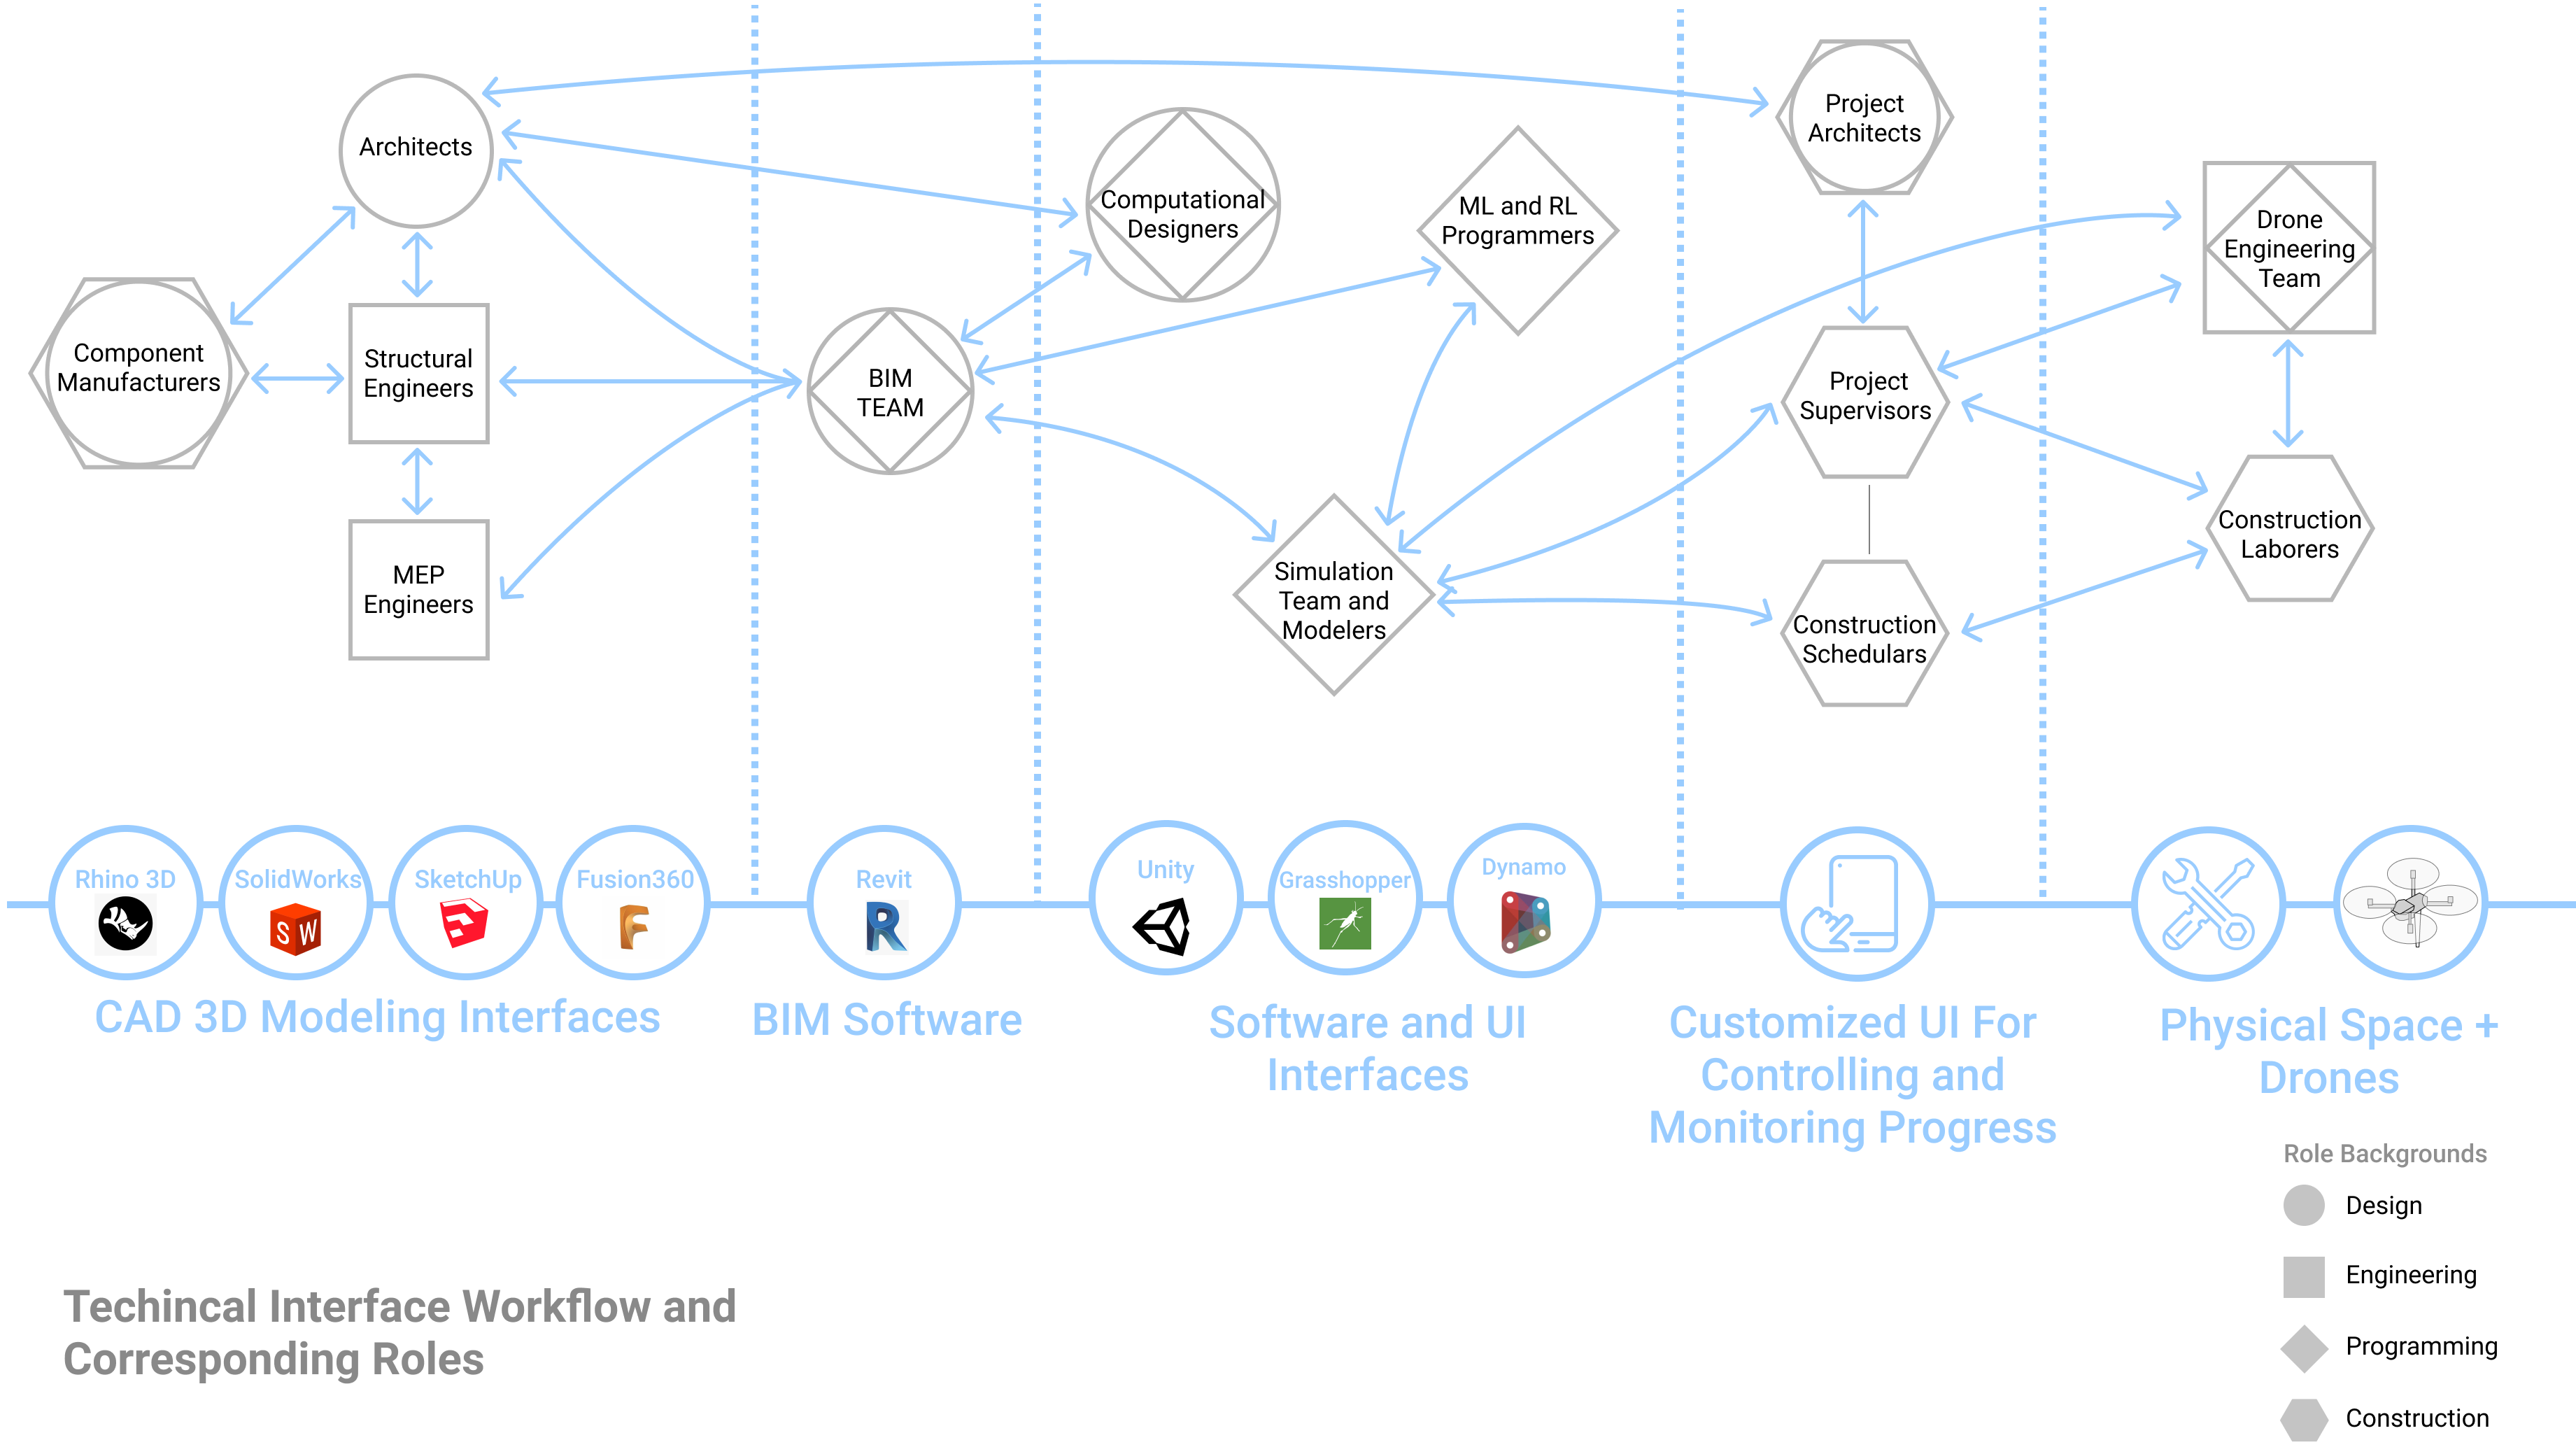 Architects
Component
Manufacturers
Structural
Engineers
MEP
Engineers
BIM
TEAM
Computational
Designers
ML and RL
Programmers
Simulation
Team and
Modelers
Project
Architects
Project
Supervisors
Construction
Schedulars
Drone
Engineering
Team
Construction
Laborers
Rhino 3D
SolidWorks
S W
SketchUp
Fusion360
F
Revit
R
Unity
Grasshopper
Dynamo
CAD 3D Modeling Interfaces
BIM Software
Software and UI
Interfaces
Customized UI For
Controlling and
Monitoring Progress
Physical Space +
Drones
Role Backgrounds
Design
Engineering
Programming
Construction
Techincal Interface Workflow and
Corresponding Roles